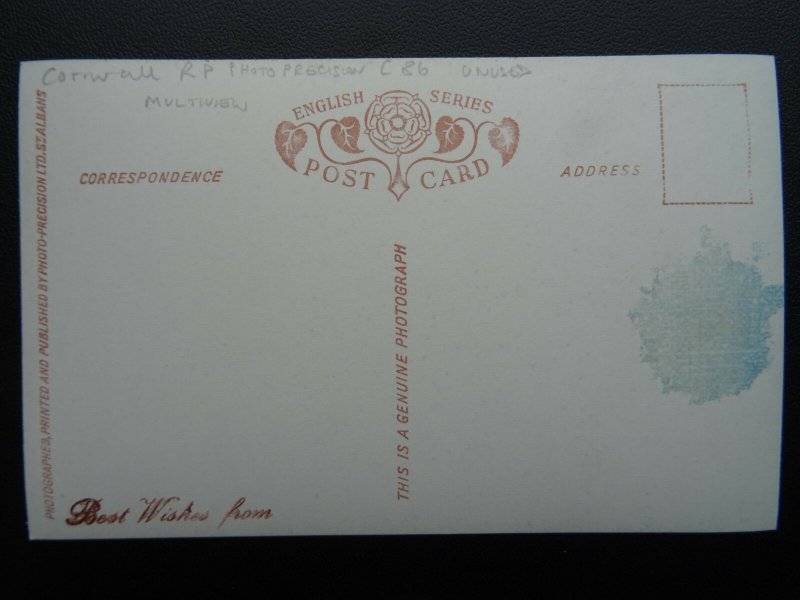 Cornwall RP PHOTO PRECISION C86 UNUSED
MULTIVIEW
ENGLISH SERIES
POST CARD
CORRESPONDENCE
ADDRESS
PHOTOGRAPHED, PRINTED AND PUBLISHED BY PHOTO-PRECISION LTD. ST. ALBANS
THIS IS A GENUINE PHOTOGRAPH
Best Wishes from